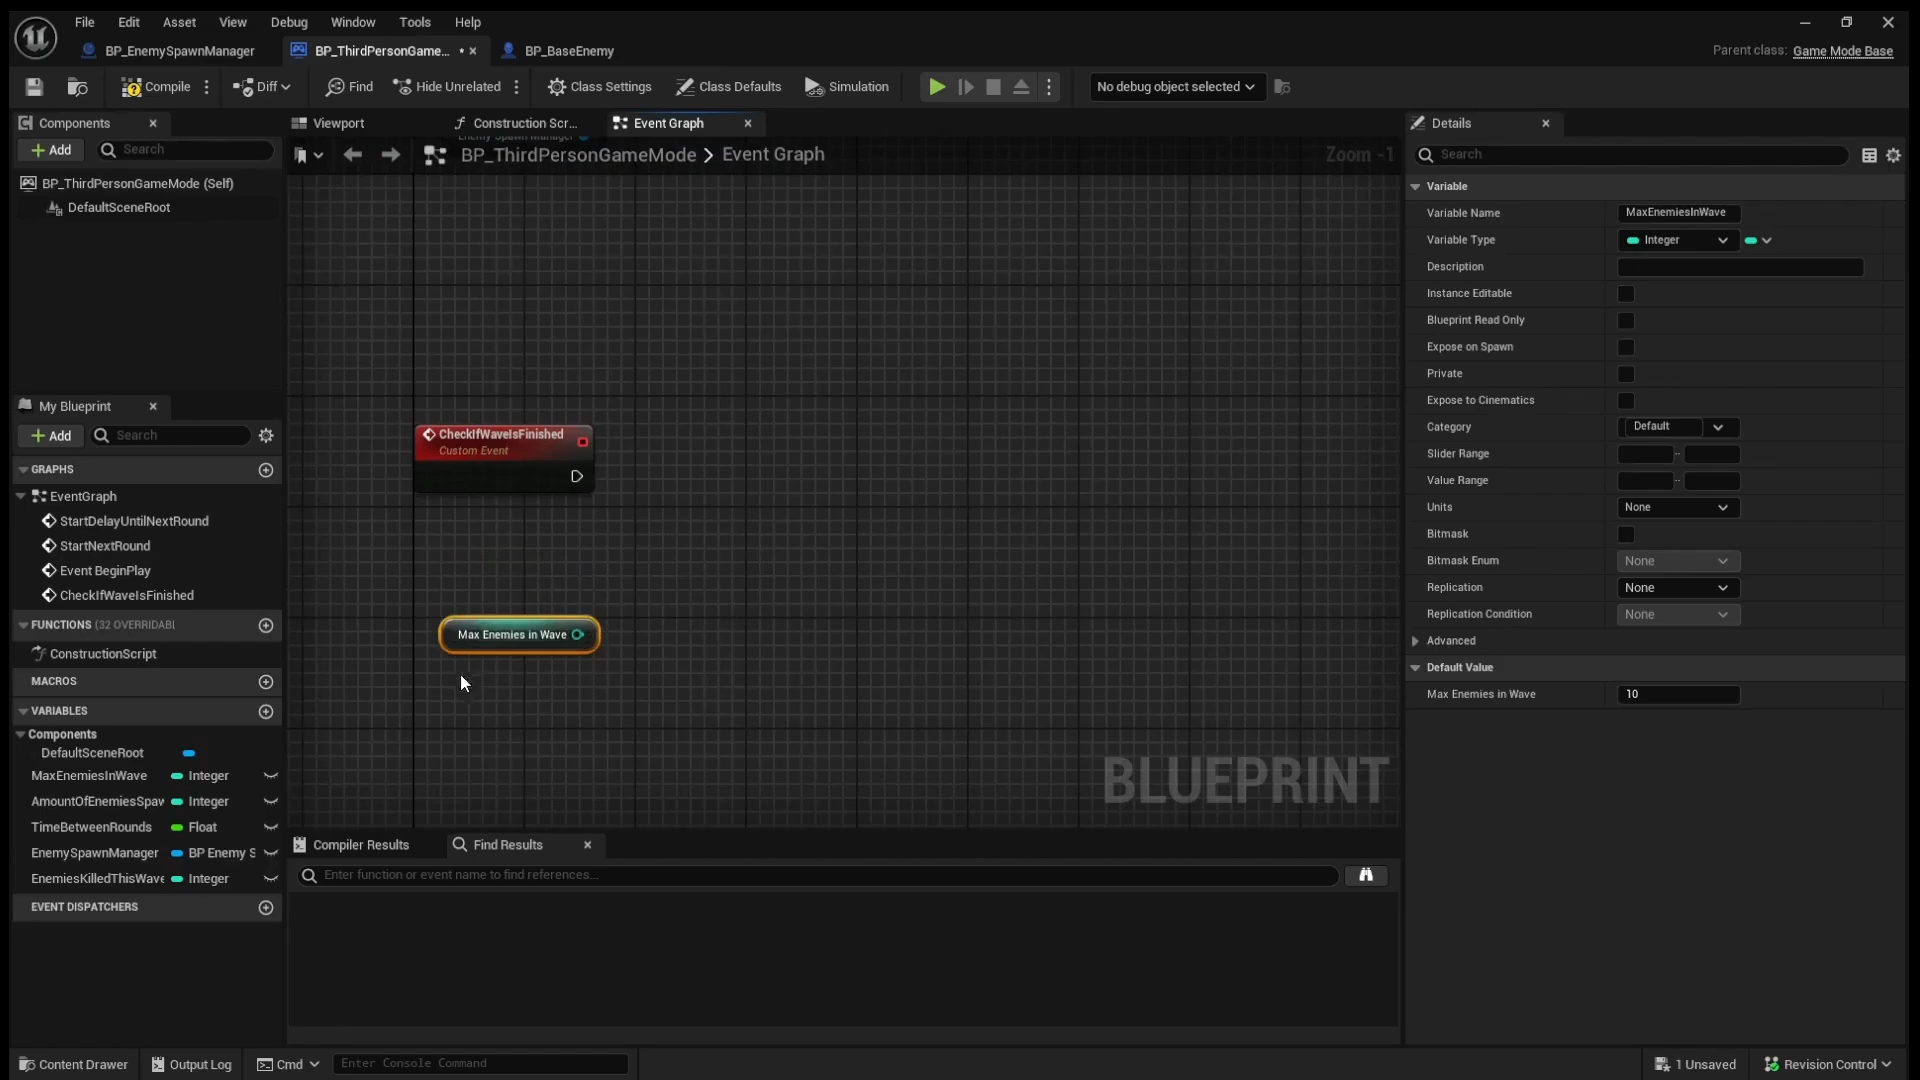 File Edit Asset View Debug Window Tools Help
BP_EnemySpawnManager BP_ThirdPersonGame... • BP_BaseEnemy
Parent class: Game Mode Base
Compile Diff Find Hide Unrelated Class Settings Class Defaults Simulation No debug object selected
Components
Add Search
BP_ThirdPersonGameMode (Self)
DefaultSceneRoot
Viewport Construction Scr... Event Graph
BP_ThirdPersonGameMode > Event Graph Zoom -1
CheckIfWaveIsFinished
Custom Event
Max Enemies in Wave
BLUEPRINT
My Blueprint
Add Search
GRAPHS
EventGraph
StartDelayUntilNextRound
StartNextRound
Event BeginPlay
CheckIfWaveIsFinished
FUNCTIONS (32 OVERRIDABL
ConstructionScript
MACROS
VARIABLES
Components
DefaultSceneRoot
MaxEnemiesInWave Integer
AmountOfEnemiesSpaw Integer
TimeBetweenRounds Float
EnemySpawnManager BP Enemy S
EnemiesKilledThisWave Integer
EVENT DISPATCHERS
Compiler Results Find Results
Enter function or event name to find references...
Details
Search
Variable
Variable Name MaxEnemiesInWave
Variable Type Integer
Description
Instance Editable
Blueprint Read Only
Expose on Spawn
Private
Expose to Cinematics
Category Default
Slider Range
Value Range
Units None
Bitmask
Bitmask Enum None
Replication None
Replication Condition None
Advanced
Default Value
Max Enemies in Wave 10
Content Drawer Output Log Cmd Enter Console Command 1 Unsaved Revision Control